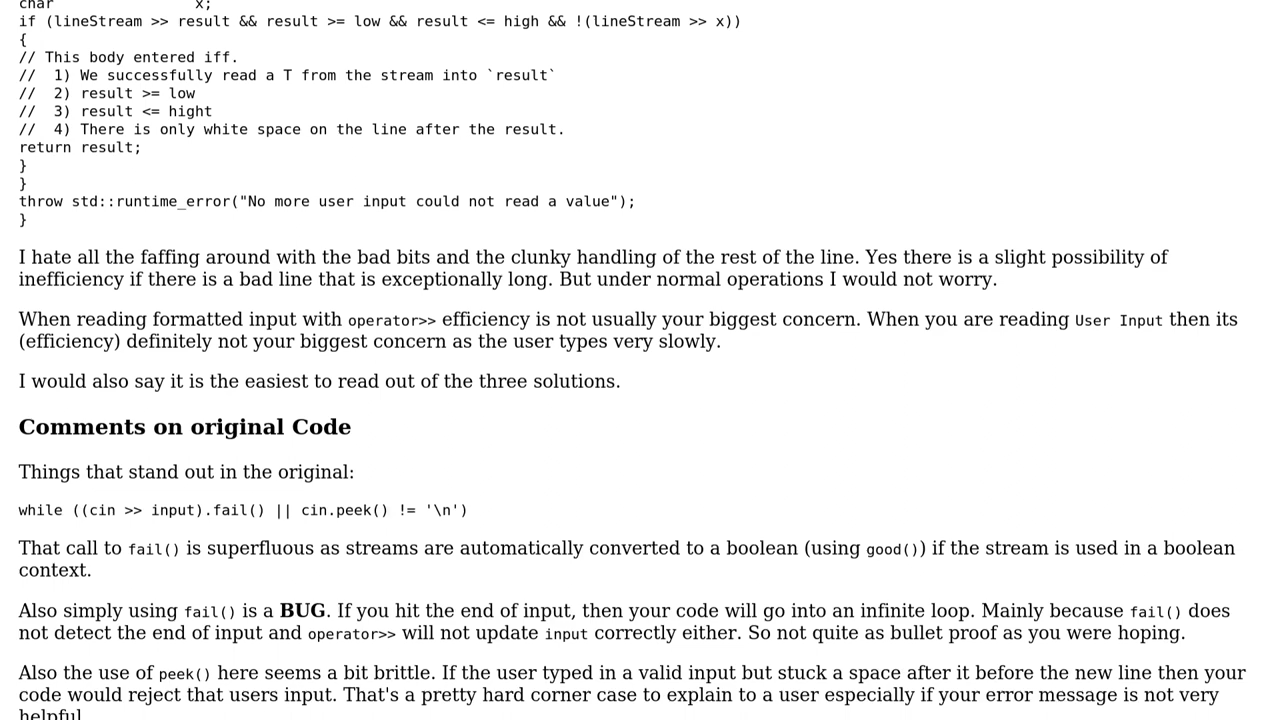 char                x;
if (lineStream >> result && result >= low && result <= high && !(lineStream >> x))
{
// This body entered iff.
//  1) We successfully read a T from the stream into `result`
//  2) result >= low
//  3) result <= hight
//  4) There is only white space on the line after the result.
return result;
}
}
throw std::runtime_error("No more user input could not read a value");
}
I hate all the faffing around with the bad bits and the clunky handling of the rest of the line. Yes there is a slight possibility of
inefficiency if there is a bad line that is exceptionally long. But under normal operations I would not worry.
When reading formatted input with operator>> efficiency is not usually your biggest concern. When you are reading User Input then its
(efficiency) definitely not your biggest concern as the user types very slowly.
I would also say it is the easiest to read out of the three solutions.
Comments on original Code
Things that stand out in the original:
while ((cin >> input).fail() || cin.peek() != '\n')
That call to fail() is superfluous as streams are automatically converted to a boolean (using good()) if the stream is used in a boolean
context.
Also simply using fail() is a BUG. If you hit the end of input, then your code will go into an infinite loop. Mainly because fail() does
not detect the end of input and operator>> will not update input correctly either. So not quite as bullet proof as you were hoping.
Also the use of peek() here seems a bit brittle. If the user typed in a valid input but stuck a space after it before the new line then your
code would reject that users input. That's a pretty hard corner case to explain to a user especially if your error message is not very
helpful